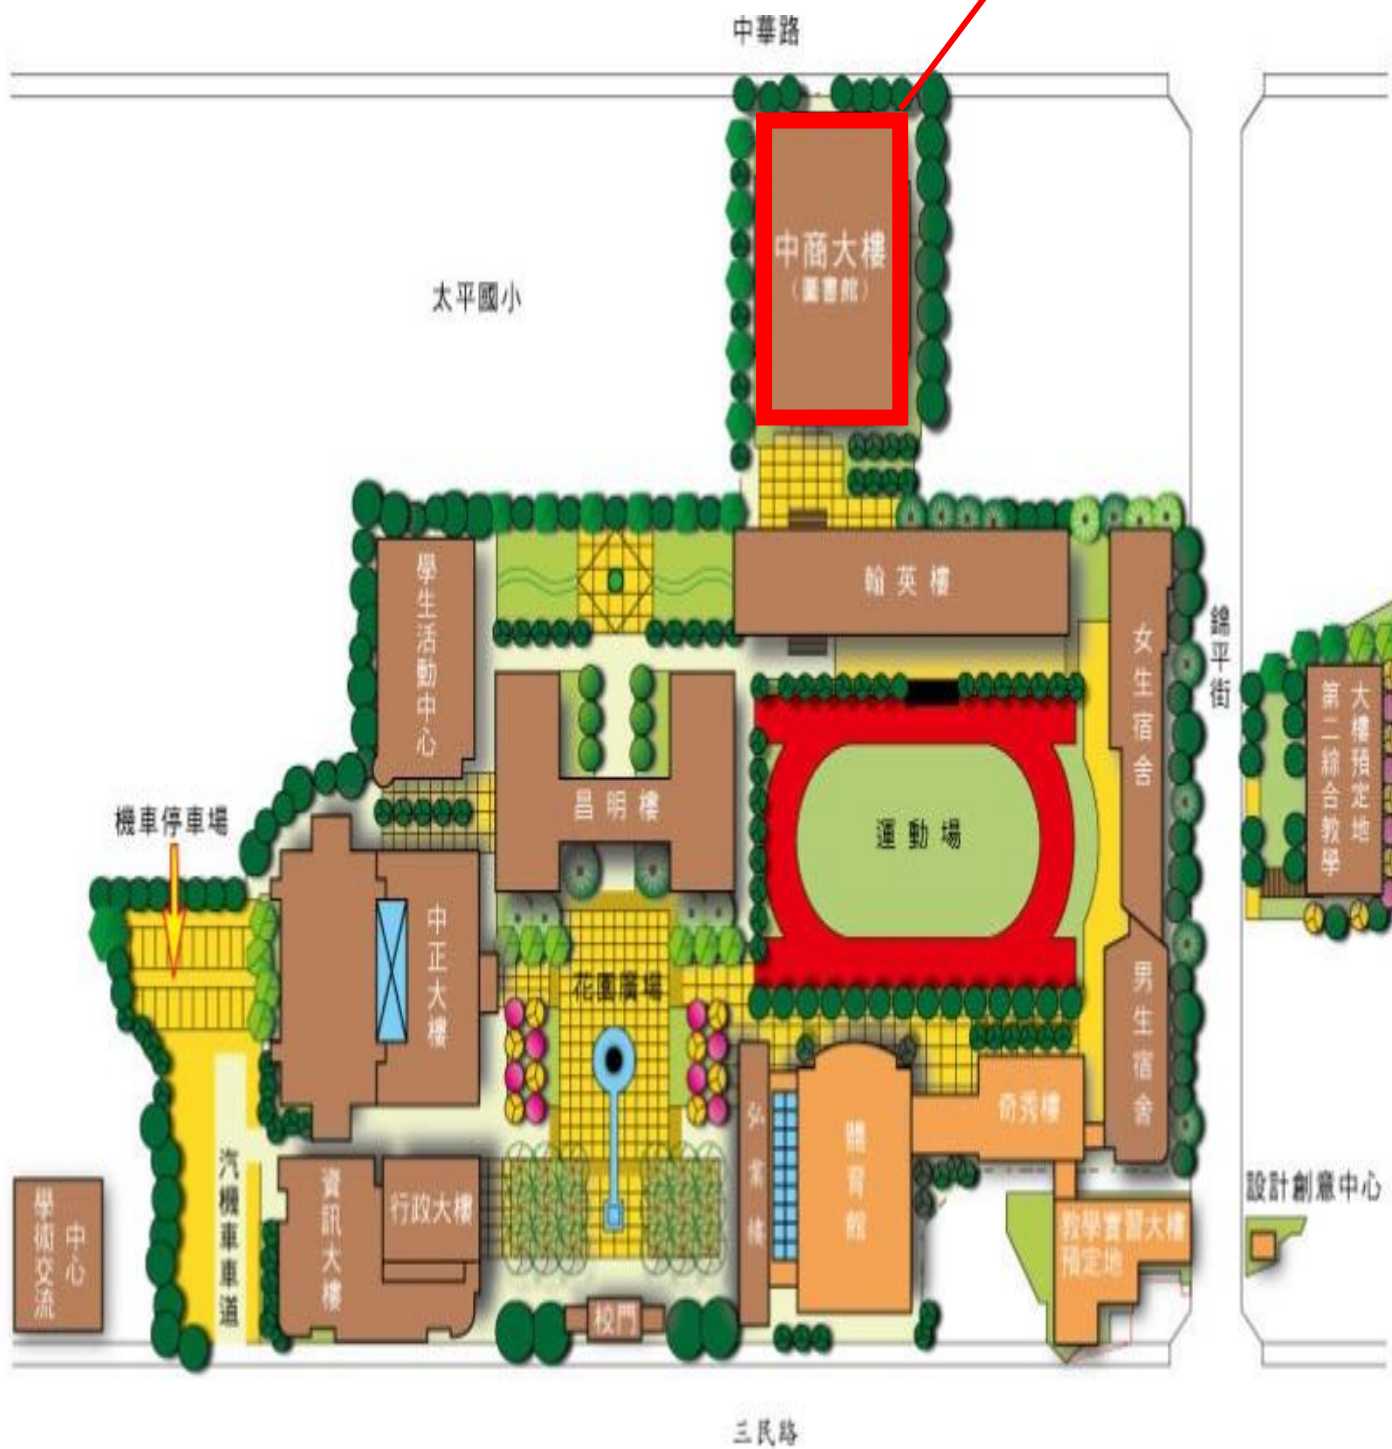 中華路
中商大樓
（圖書館）
太平國小
翰英樓
學生活動中心
女生宿舍
錦平街
第二綜合教學
大樓預定地
昌明樓
運動場
機車停車場
中正大樓
花園廣場
男生宿舍
弘業樓
體育館
奇秀樓
汽機車車道
資訊大樓
行政大樓
學術交流
中心
教學實習大樓
預定地
設計創意中心
校門
三民路